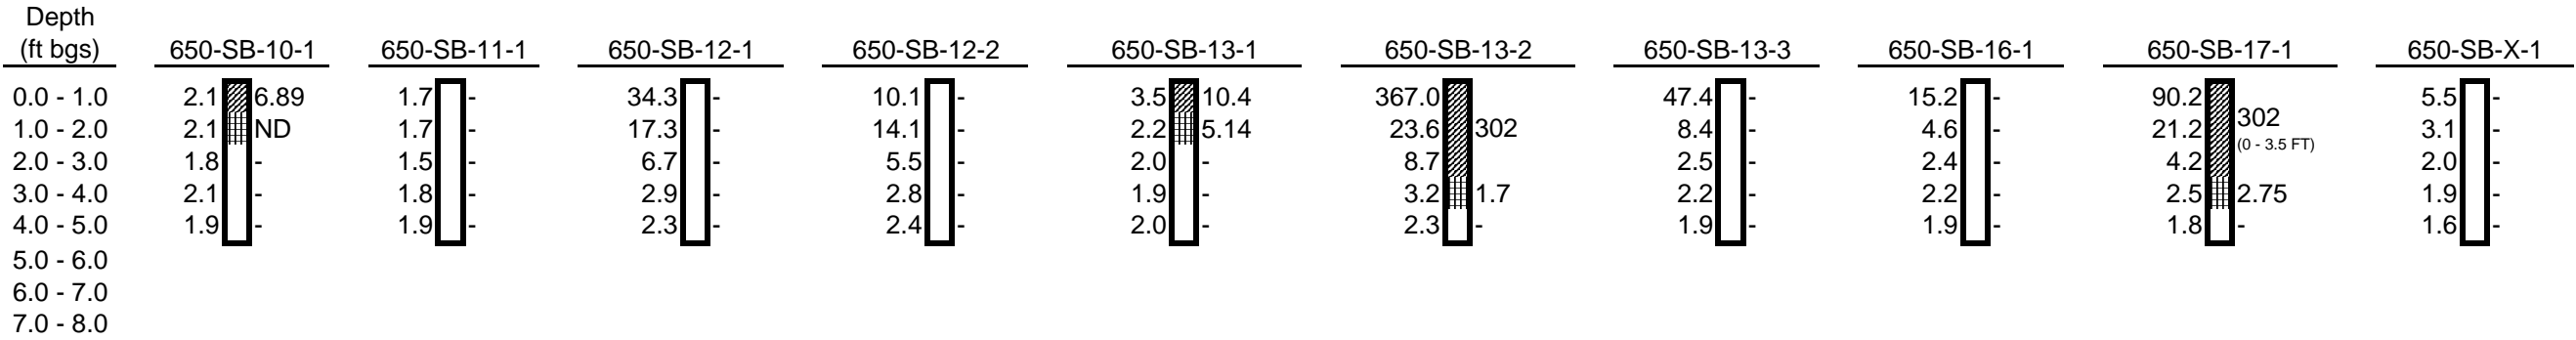 Depth
(ft bgs) 650-SB-10-1 650-SB-11-1 650-SB-12-1 650-SB-12-2 650-SB-13-1 650-SB-13-2 650-SB-13-3 650-SB-16-1 650-SB-17-1 650-SB-X-1
0.0 - 1.0 2.1 6.89 1.7 - 34.3 - 10.1 - 3.5 10.4 367.0 47.4 - 15.2 - 90.2 5.5 -
1.0 - 2.0 2.1 ND 1.7 - 17.3 - 14.1 - 2.2 5.14 23.6 302 8.4 - 4.6 - 21.2 302 3.1 -
(0 - 3.5 FT)
2.0 - 3.0 1.8 - 1.5 - 6.7 - 5.5 - 2.0 - 8.7 2.5 - 2.4 - 4.2 2.0 -
3.0 - 4.0 2.1 - 1.8 - 2.9 - 2.8 - 1.9 - 3.2 1.7 2.2 - 2.2 - 2.5 2.75 1.9 -
4.0 - 5.0 1.9 - 1.9 - 2.3 - 2.4 - 2.0 - 2.3 - 1.9 - 1.9 - 1.8 - 1.6 -
5.0 - 6.0
6.0 - 7.0
7.0 - 8.0